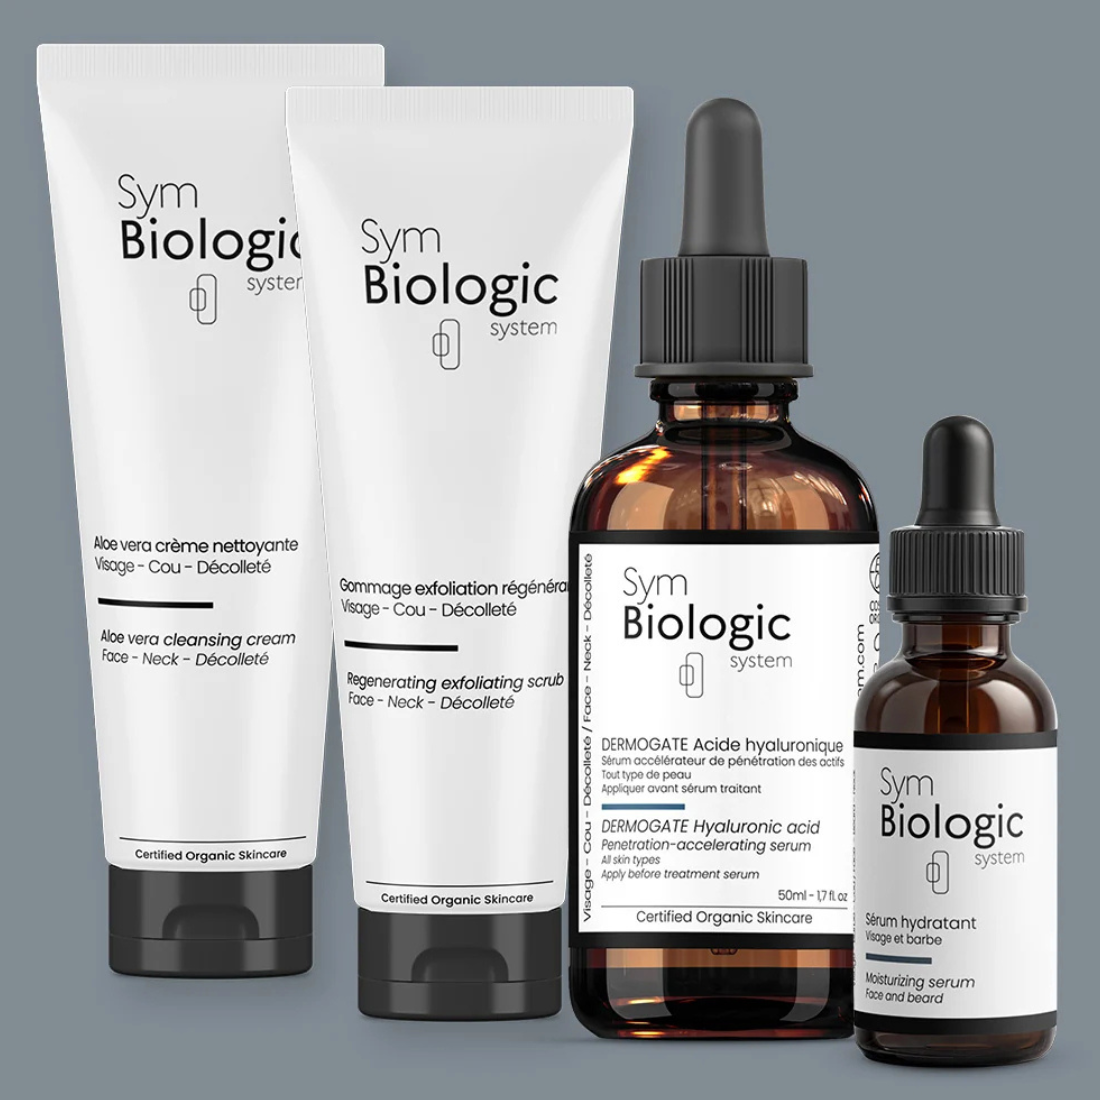 Sym
Biologic
system
Aloe vera crème nettoyante
Visage - Cou - Décolleté
Aloe vera cleansing cream
Face - Neck - Décolleté
Certified Organic Skincare
Sym
Biologic
system
Gommage exfoliation
Visage - Cou - Décolleté
Regenerating exfoliating scrub
Face - Neck - Décolleté
Certified Organic Skincare
Visage - Cou - Décolleté / Face - Neck - Décolleté
Sym
Biologic
system
DERMOGATE Acide hyaluronique
Sérum accélérateur de pénétration des actifs
Tout type de peau
Appliquer avant sérum traitant
DERMOGATE Hyaluronic acid
Penetration-accelerating serum
All skin types
Apply before treatment serum
50ml - 1,7 fl. oz
Certified Organic Skincare
Sym
Biologic
system
Sérum hydratant
Visage et barbe
Moisturizing serum
Face and beard